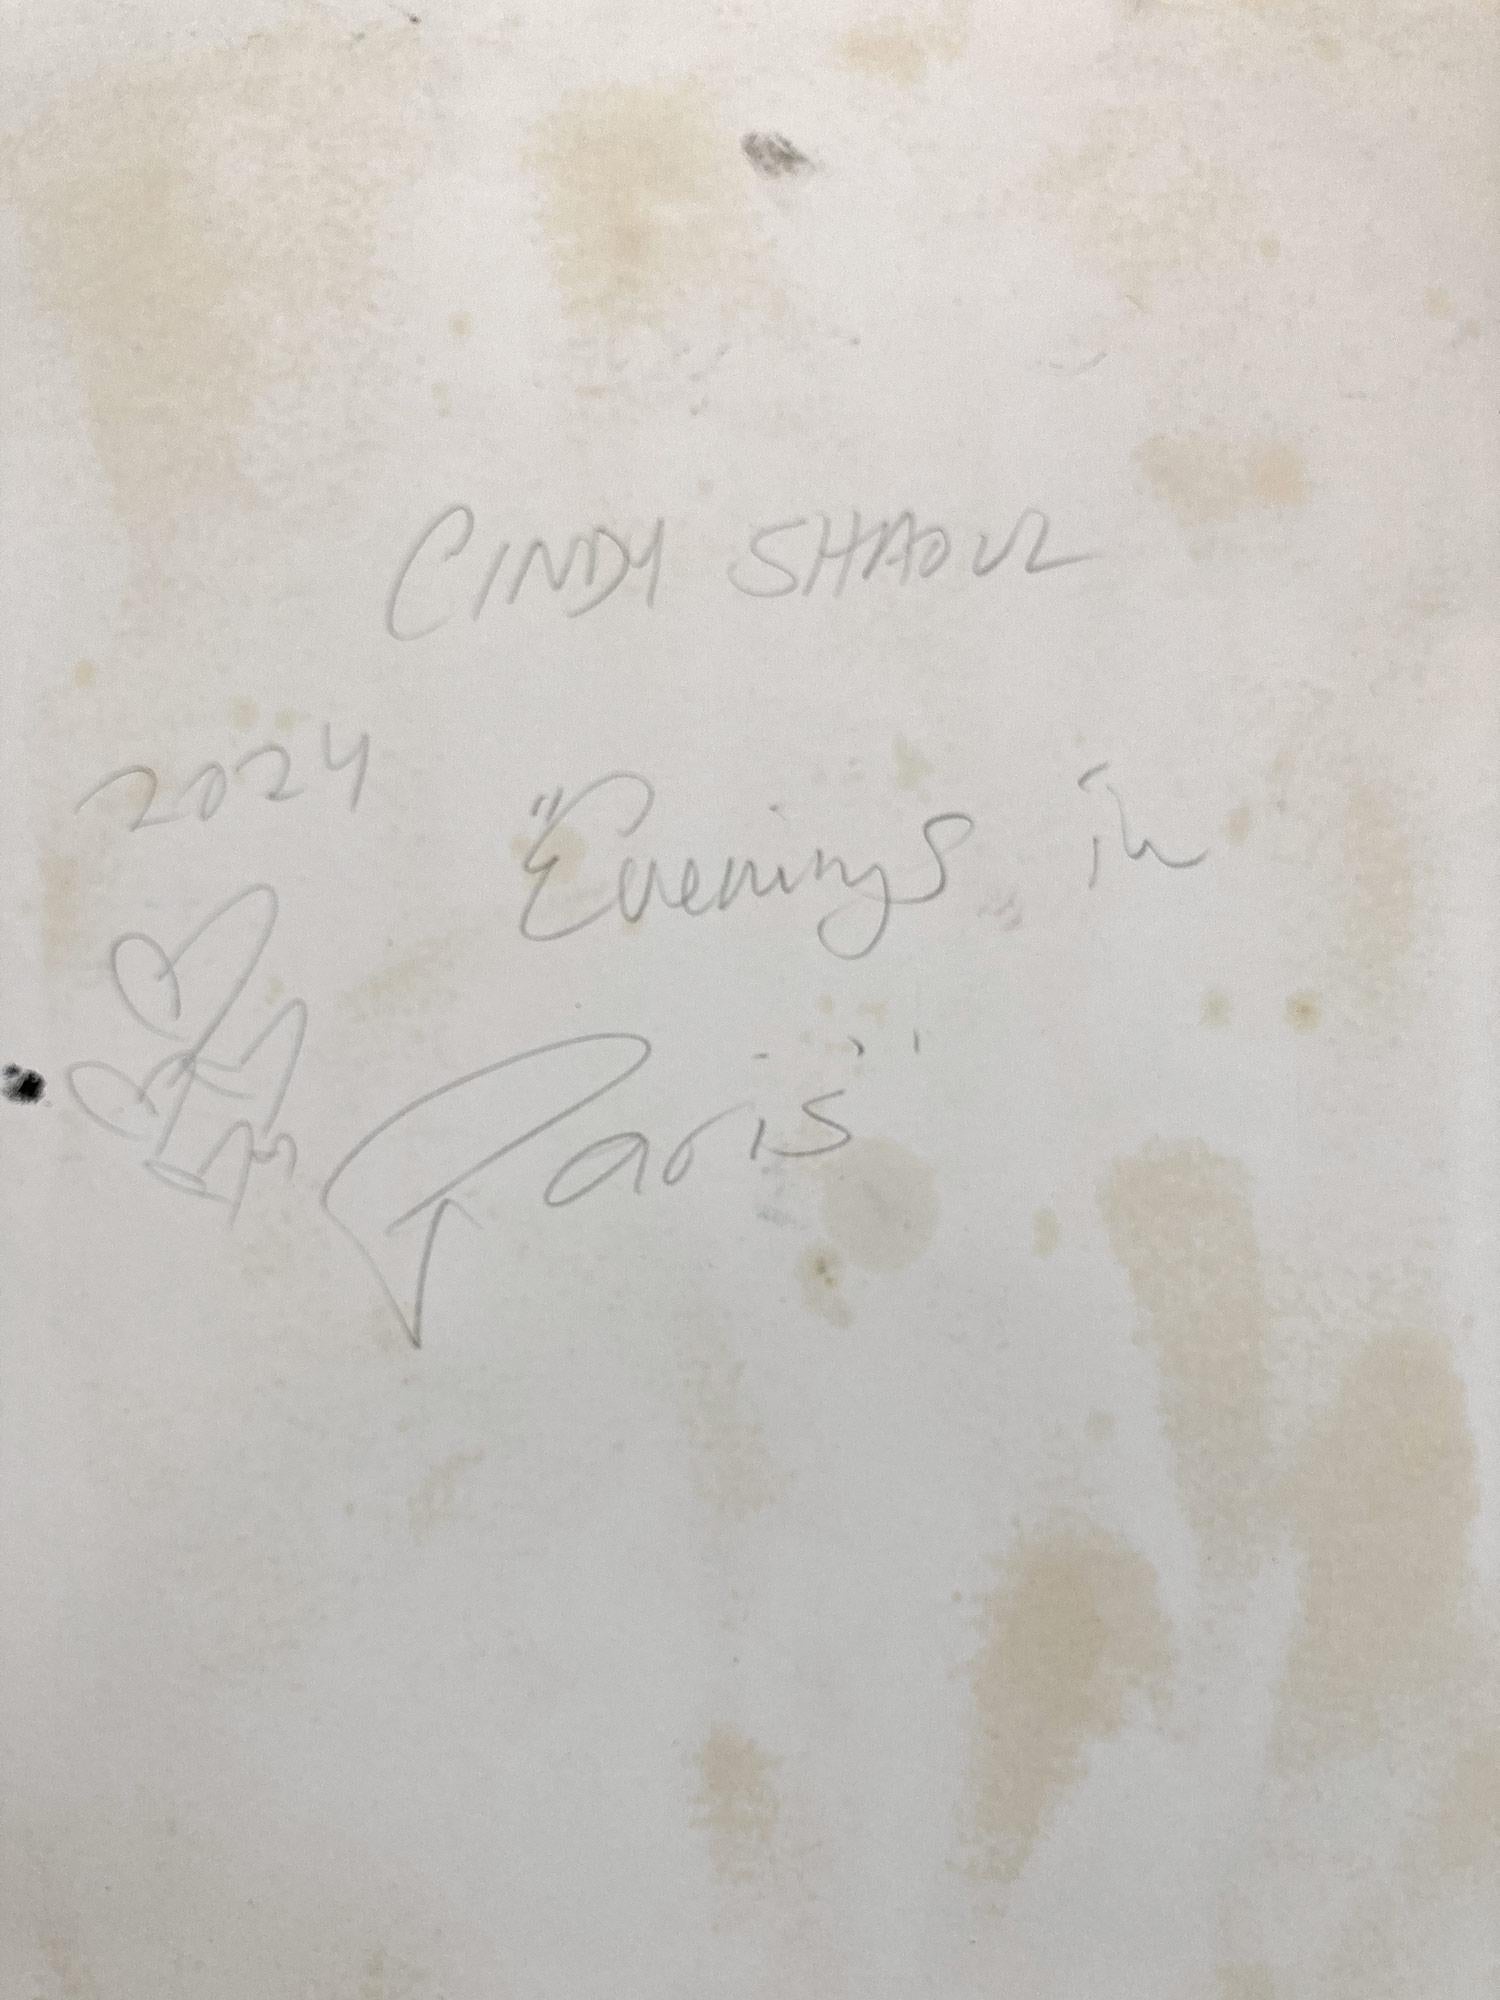 CINDY SHAOUL
2024
"Evenings in
Paris"